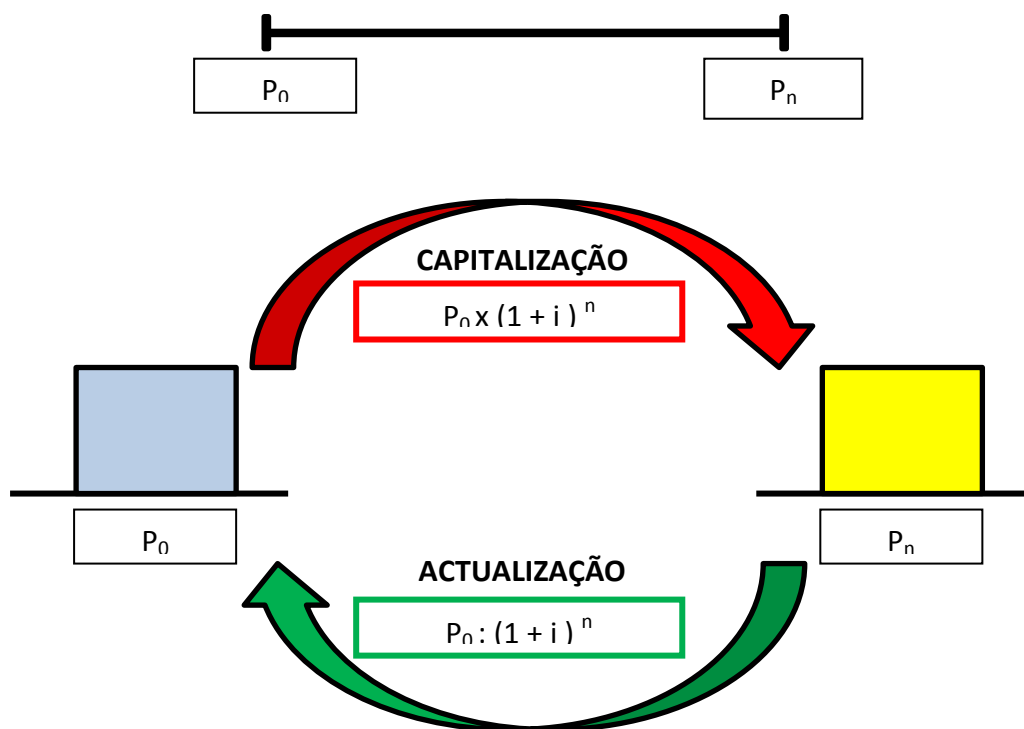 P₀
Pₙ
CAPITALIZAÇÃO
P₀ x (1 + i ) ⁿ
P₀
Pₙ
ACTUALIZAÇÃO
P₀ : (1 + i ) ⁿ